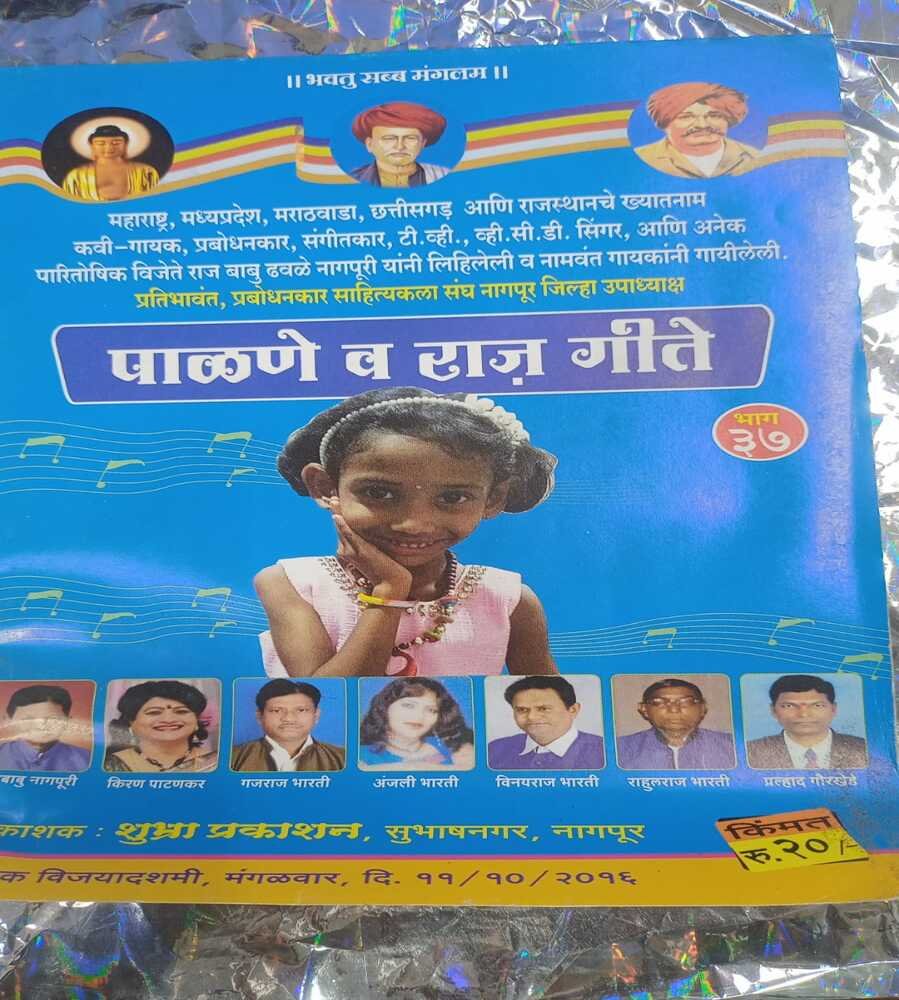 ॥ भवतु सब्ब मंगलम ॥
महाराष्ट्र, मध्यप्रदेश, मराठवाडा, छत्तीसगड़ आणि राजस्थानचे ख्यातनाम
कवी-गायक, प्रबोधनकार, संगीतकार, टी.व्ही., व्ही.सी.डी. सिंगर, आणि अनेक
पारितोषिक विजेते राज बाबु ढवळे नागपूरी यांनी लिहिलेली व नामवंत गायकांनी गायीलेली.
प्रतिभावंत, प्रबोधनकार साहित्यकला संघ नागपूर जिल्हा उपाध्याक्ष
पाळणे व राज़ गीते
भाग
३७
बाबु नागपूरी किरण पाटणकर गजराज भारती अंजली भारती विनयराज भारती राहुलराज भारती प्रल्हाद गौरखेडे
काशक : शुभ्रा प्रकाशन, सुभाषनगर, नागपूर
किंमत
रु.२०/-
क विजयादशमी, मंगळवार, दि. ११/१०/२०१६